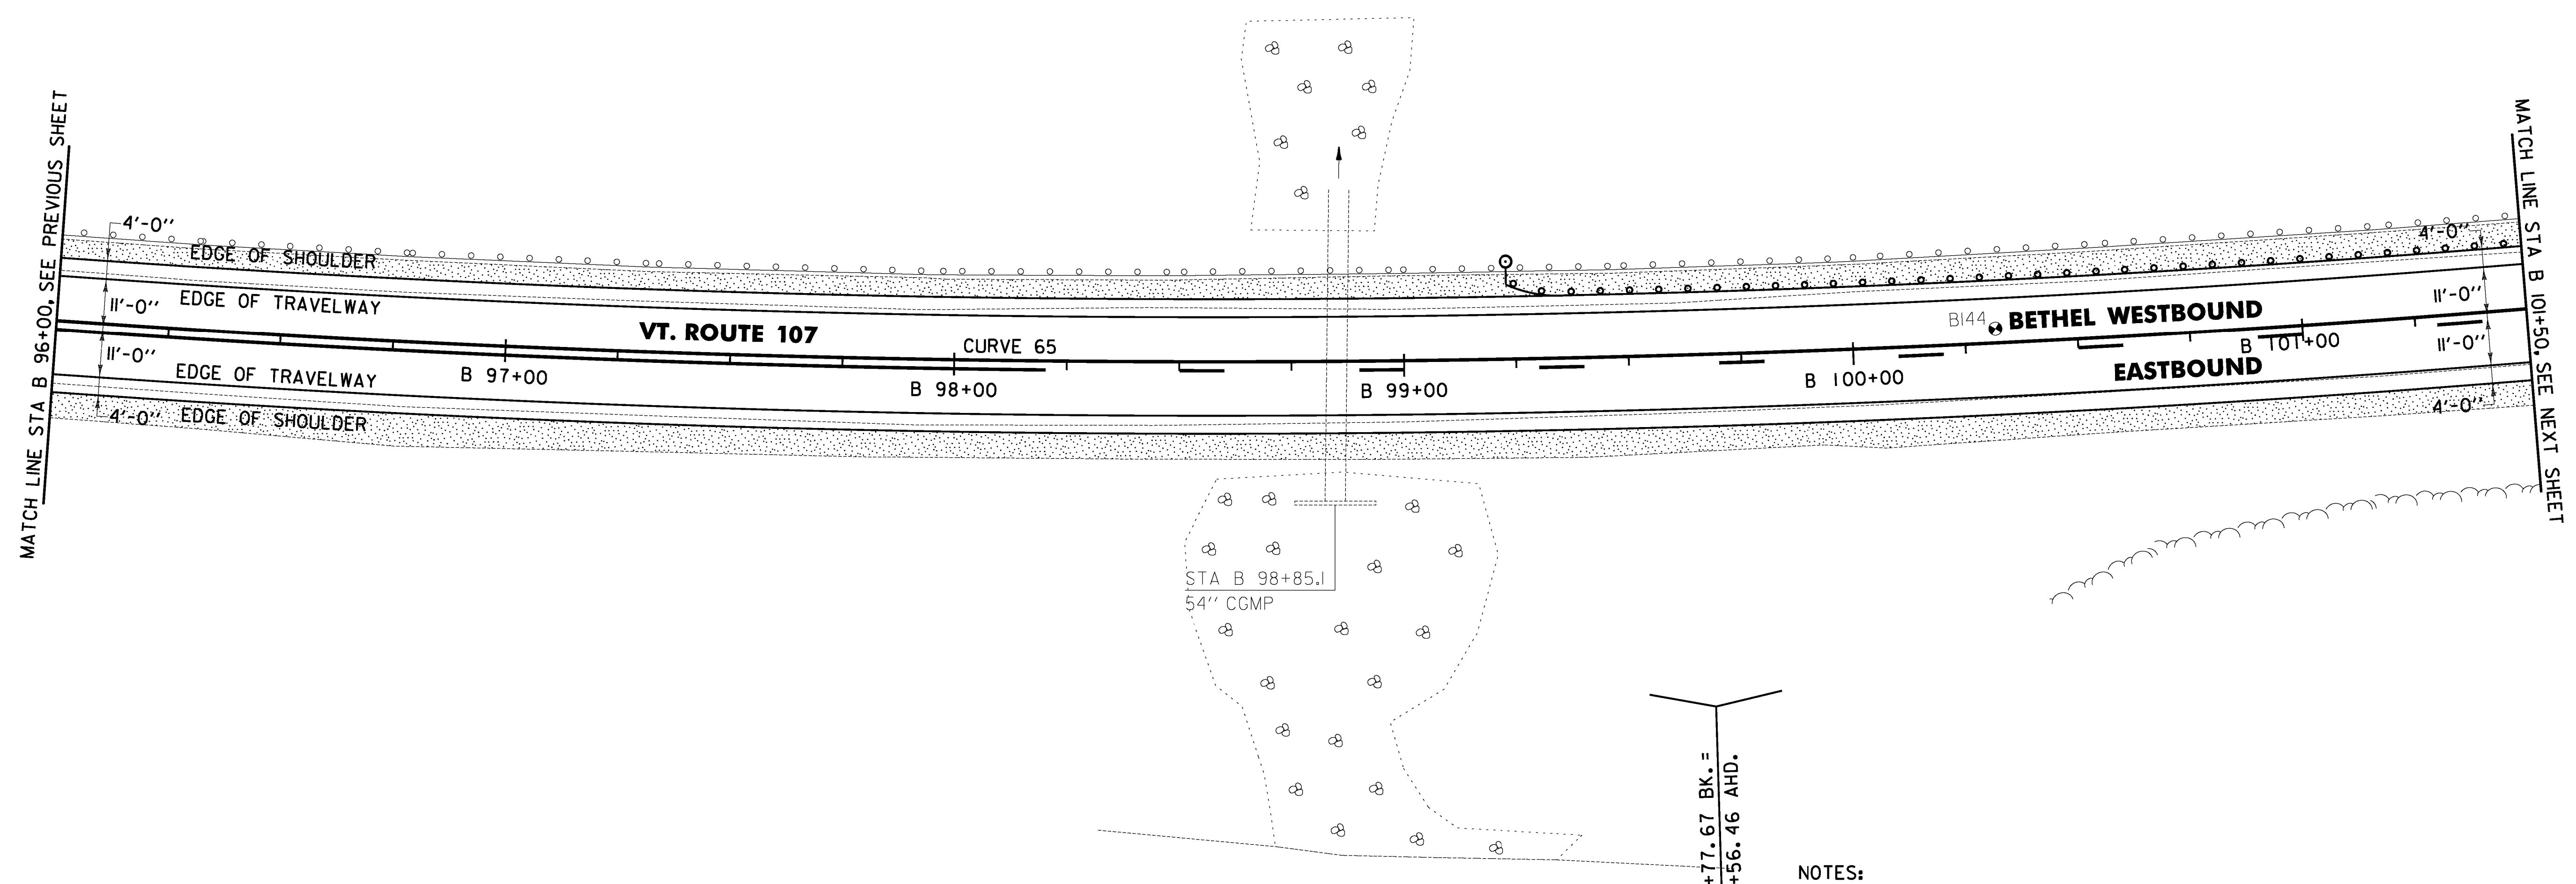 MATCH LINE STA B 96+00, SEE PREVIOUS SHEET
4'-0''
EDGE OF SHOULDER
11'-0''
EDGE OF TRAVELWAY
VT. ROUTE 107
CURVE 65
11'-0''
EDGE OF TRAVELWAY
B 97+00
B 98+00
B 99+00
B 100+00
B 101+00
4'-0''
EDGE OF SHOULDER
B144
BETHEL WESTBOUND
EASTBOUND
4'-0''
11'-0''
11'-0''
4'-0''
MATCH LINE STA B 101+50, SEE NEXT SHEET
STA B 98+85.1
54'' CGMP
+77.67 BK. =
+56.46 AHD.
NOTES: